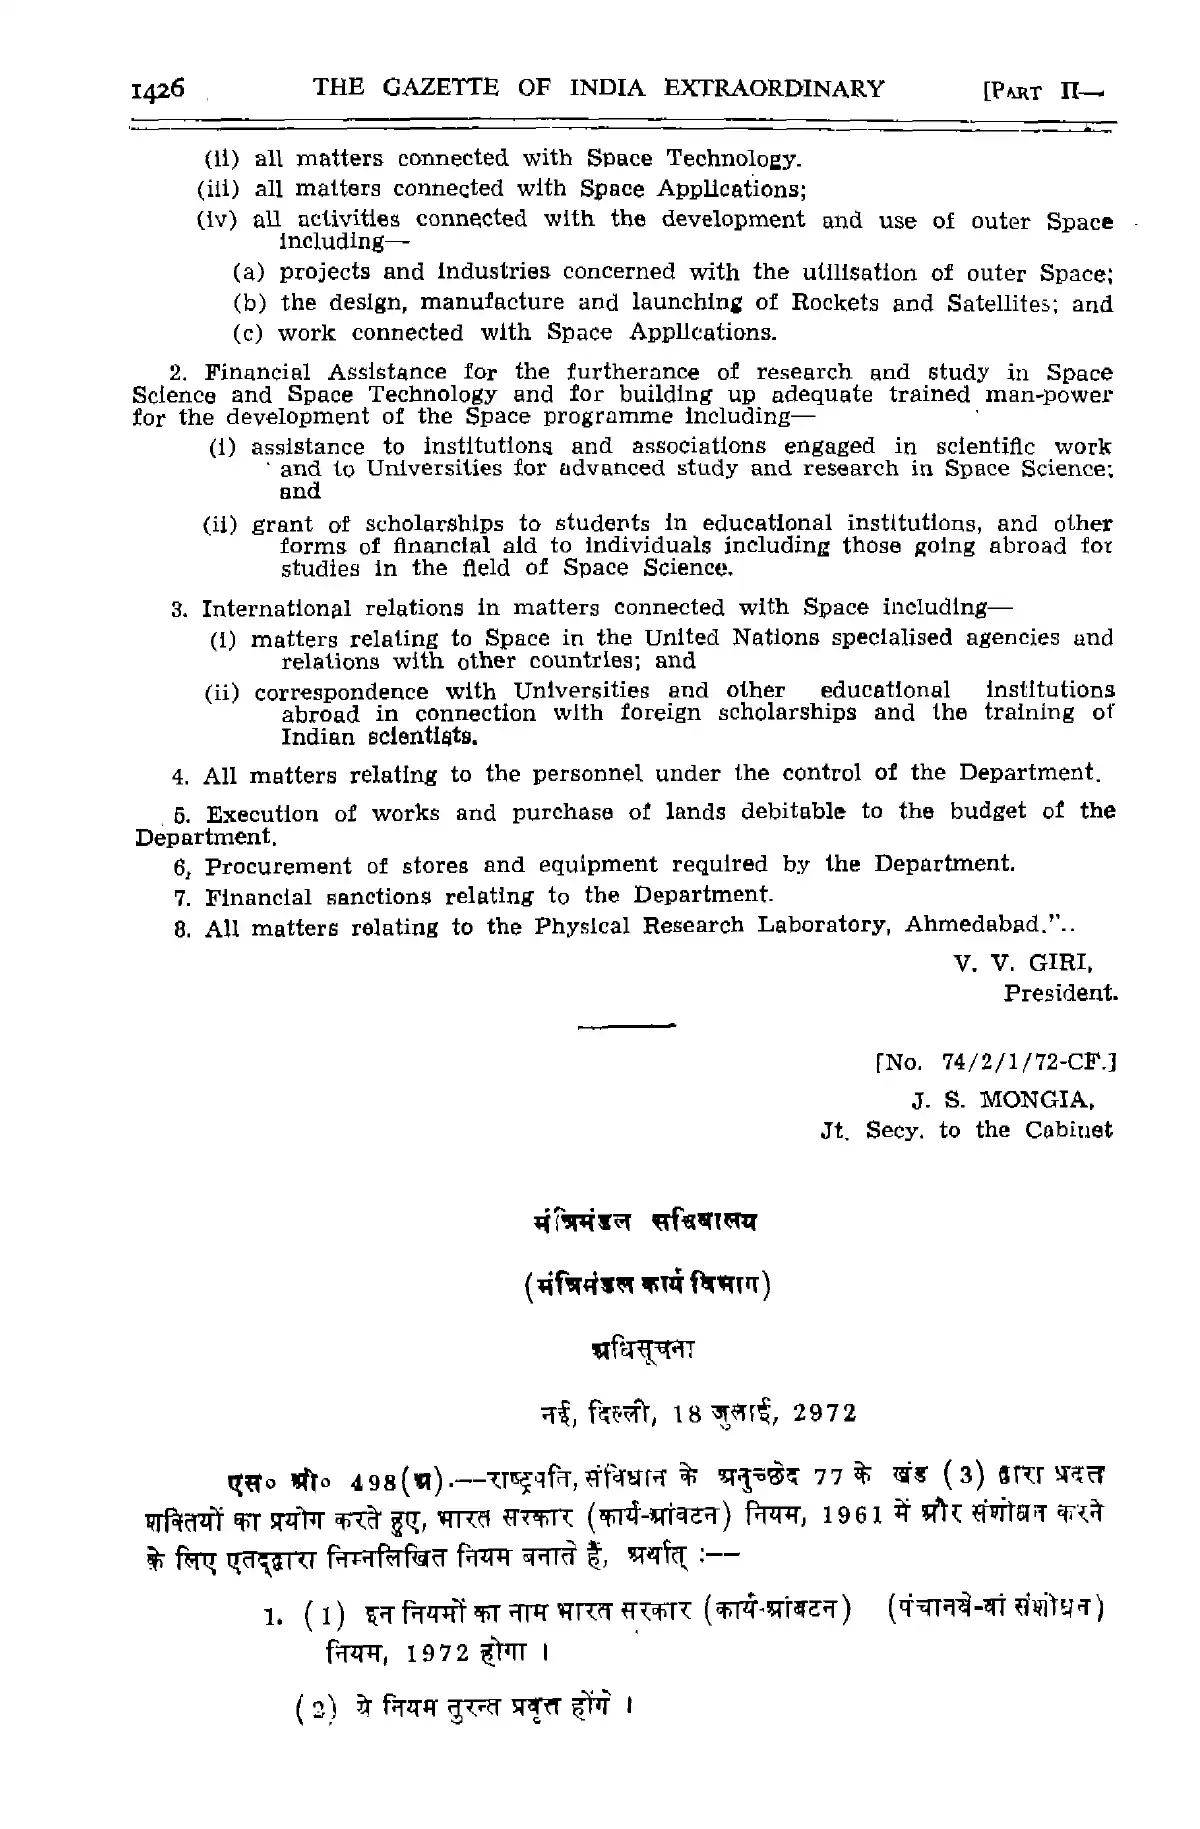 1426 THE GAZETTE OF INDIA EXTRAORDINARY [PART II—
(ii) all matters connected with Space Technology.
(iii) all matters connected with Space Applications;
(iv) all activities connected with the development and use of outer Space
including—
(a) projects and industries concerned with the utilisation of outer Space;
(b) the design, manufacture and launching of Rockets and Satellites; and
(c) work connected with Space Applications.
2. Financial Assistance for the furtherance of research and study in Space
Science and Space Technology and for building up adequate trained man-power
for the development of the Space programme including—
(i) assistance to institutions and associations engaged in scientific work
and to Universities for advanced study and research in Space Science;
and
(ii) grant of scholarships to students in educational institutions, and other
forms of financial aid to individuals including those going abroad for
studies in the field of Space Science.
3. International relations in matters connected with Space including—
(i) matters relating to Space in the United Nations specialised agencies and
relations with other countries; and
(ii) correspondence with Universities and other educational institutions
abroad in connection with foreign scholarships and the training of
Indian scientists.
4. All matters relating to the personnel under the control of the Department.
5. Execution of works and purchase of lands debitable to the budget of the
Department.
6. Procurement of stores and equipment required by the Department.
7. Financial sanctions relating to the Department.
8. All matters relating to the Physical Research Laboratory, Ahmedabad."..
V. V. GIRI,
President.
[No. 74/2/1/72-CF.]
J. S. MONGIA,
Jt. Secy. to the Cabinet
मंत्रिमंडल सचिवालय
(मंत्रिमंडल कार्य विभाग)
अधिसूचना
नई, दिल्ली, 18 जुलाई, 2972
एस० ओ० 498(अ).—राष्ट्रपति, संविधान के अनुच्छेद 77 के खंड (3) द्वारा प्रदत्त
शक्तियों का प्रयोग करते हुए, भारत सरकार (कार्य-आंवटन) नियम, 1961 में और संशोधन करने
के लिए एतद्द्वारा निम्नलिखित नियम बनाते हैं, अर्थात् :——
1. (1) इन नियमों का नाम भारत सरकार (कार्य-आंबटन) (पंचानवे-वां संशोधन)
नियम, 1972 होगा ।
(2) ये नियम तुरन्त प्रवृत्त होंगे ।